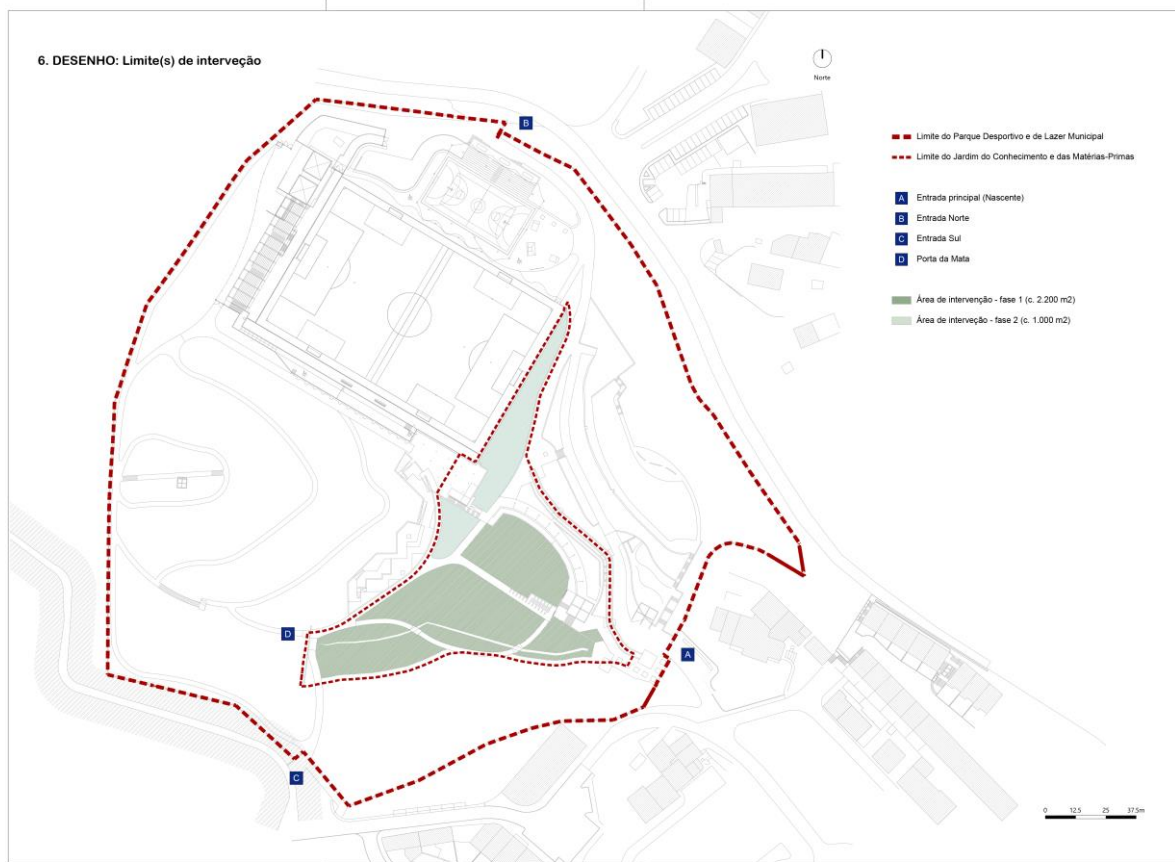 6. DESENHO: Limite(s) de interveção
Norte
B
Limite do Parque Desportivo e de Lazer Municipal
Limite do Jardim do Conhecimento e das Matérias-Primas
A Entrada principal (Nascente)
B Entrada Norte
C Entrada Sul
D Porta da Mata
Área de intervenção - fase 1 (c. 2.200 m2)
Área de interveção - fase 2 (c. 1.000 m2)
D
A
C
0 12.5 25 37.5m